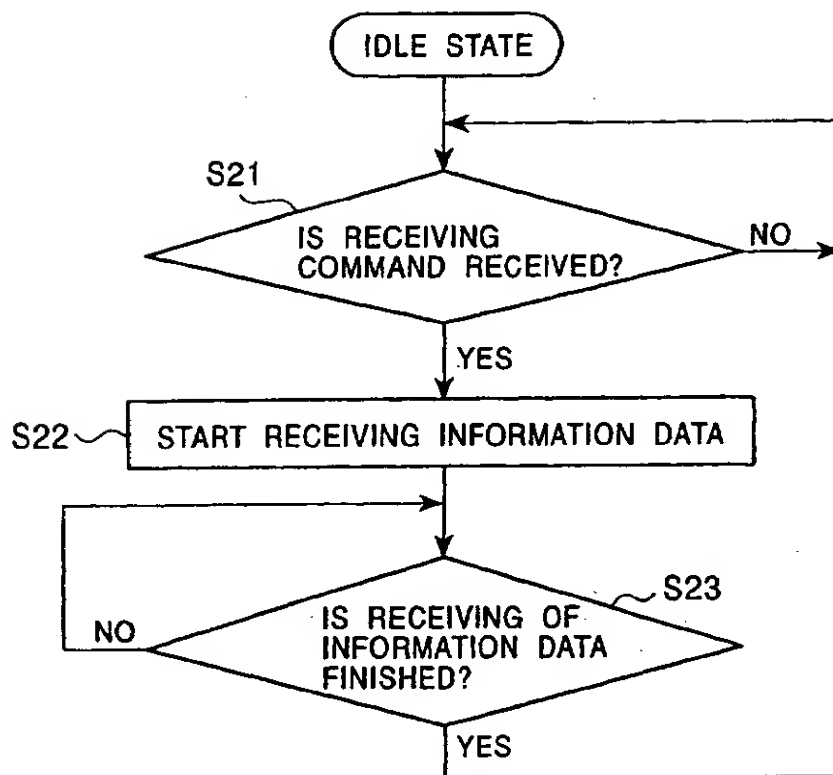 IDLE STATE
S21
IS RECEIVING
COMMAND RECEIVED?
NO
YES
S22
START RECEIVING INFORMATION DATA
S23
IS RECEIVING OF
INFORMATION DATA
FINISHED?
NO
YES